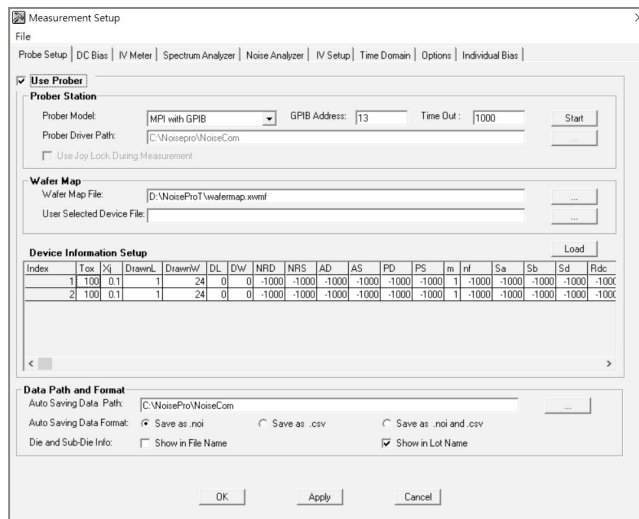 Measurement Setup
File
Probe Setup DC Bias IV Meter Spectrum Analyzer Noise Analyzer IV Setup Time Domain Options Individual Bias
Use Prober
Prober Station
Prober Model: MPI with GPIB GPIB Address: 13 Time Out : 1000 Start
Prober Driver Path: C:\Noisepro\NoiseCom ...
Use Joy Lock During Measurement
Wafer Map
Wafer Map File: D:\NoiseProT\wafermap.xwmf ...
User Selected Device File: ...
Device Information Setup Load
Index Tox Xj DrawnL DrawnW DL DW NRD NRS AD AS PD PS m nf Sa Sb Sd Rdc
1 100 0.1 1 24 0 0 -1000 -1000 -1000 -1000 -1000 -1000 1 -1000 -1000 -1000 -1000 -1000
2 100 0.1 1 24 0 0 -1000 -1000 -1000 -1000 -1000 -1000 1 -1000 -1000 -1000 -1000 -1000
Data Path and Format
Auto Saving Data Path: C:\NoisePro\NoiseCom ...
Auto Saving Data Format: Save as .noi Save as .csv Save as .noi and .csv
Die and Sub-Die Info: Show in File Name Show in Lot Name
OK Apply Cancel